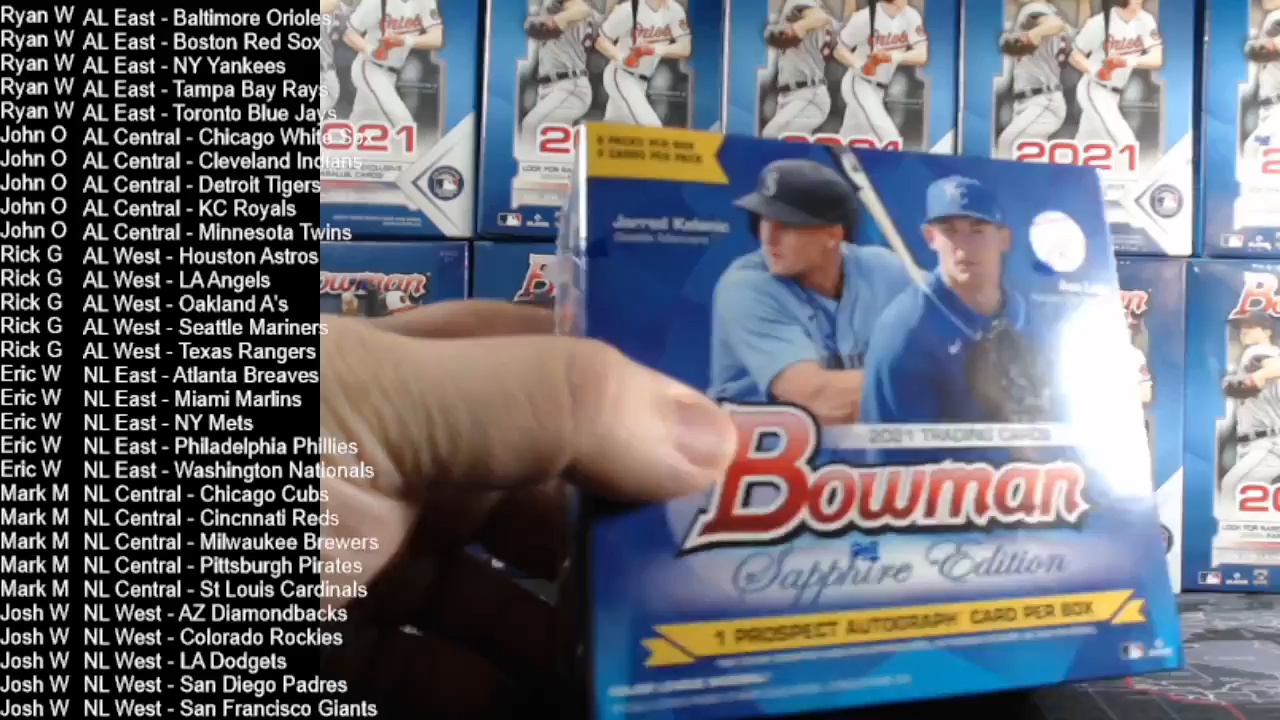 Ryan W AL East - Baltimore Orioles
Ryan W AL East - Boston Red Sox
Ryan W AL East - NY Yankees
Ryan W AL East - Tampa Bay Rays
Ryan W AL East - Toronto Blue Jays
John O AL Central - Chicago White Sox
John O AL Central - Cleveland Indians
John O AL Central - Detroit Tigers
John O AL Central - KC Royals
John O AL Central - Minnesota Twins
Rick G AL West - Houston Astros
Rick G AL West - LA Angels
Rick G AL West - Oakland A's
Rick G AL West - Seattle Mariners
Rick G AL West - Texas Rangers
Eric W NL East - Atlanta Breaves
Eric W NL East - Miami Marlins
Eric W NL East - NY Mets
Eric W NL East - Philadelphia Phillies
Eric W NL East - Washington Nationals
Mark M NL Central - Chicago Cubs
Mark M NL Central - Cincnnati Reds
Mark M NL Central - Milwaukee Brewers
Mark M NL Central - Pittsburgh Pirates
Mark M NL Central - St Louis Cardinals
Josh W NL West - AZ Diamondbacks
Josh W NL West - Colorado Rockies
Josh W NL West - LA Dodgets
Josh W NL West - San Diego Padres
Josh W NL West - San Francisco Giants
2021
2021
Jarred Kelenic
2021 TRADING CARDS
Bowman
Sapphire Edition
1 PROSPECT AUTOGRAPH CARD PER BOX